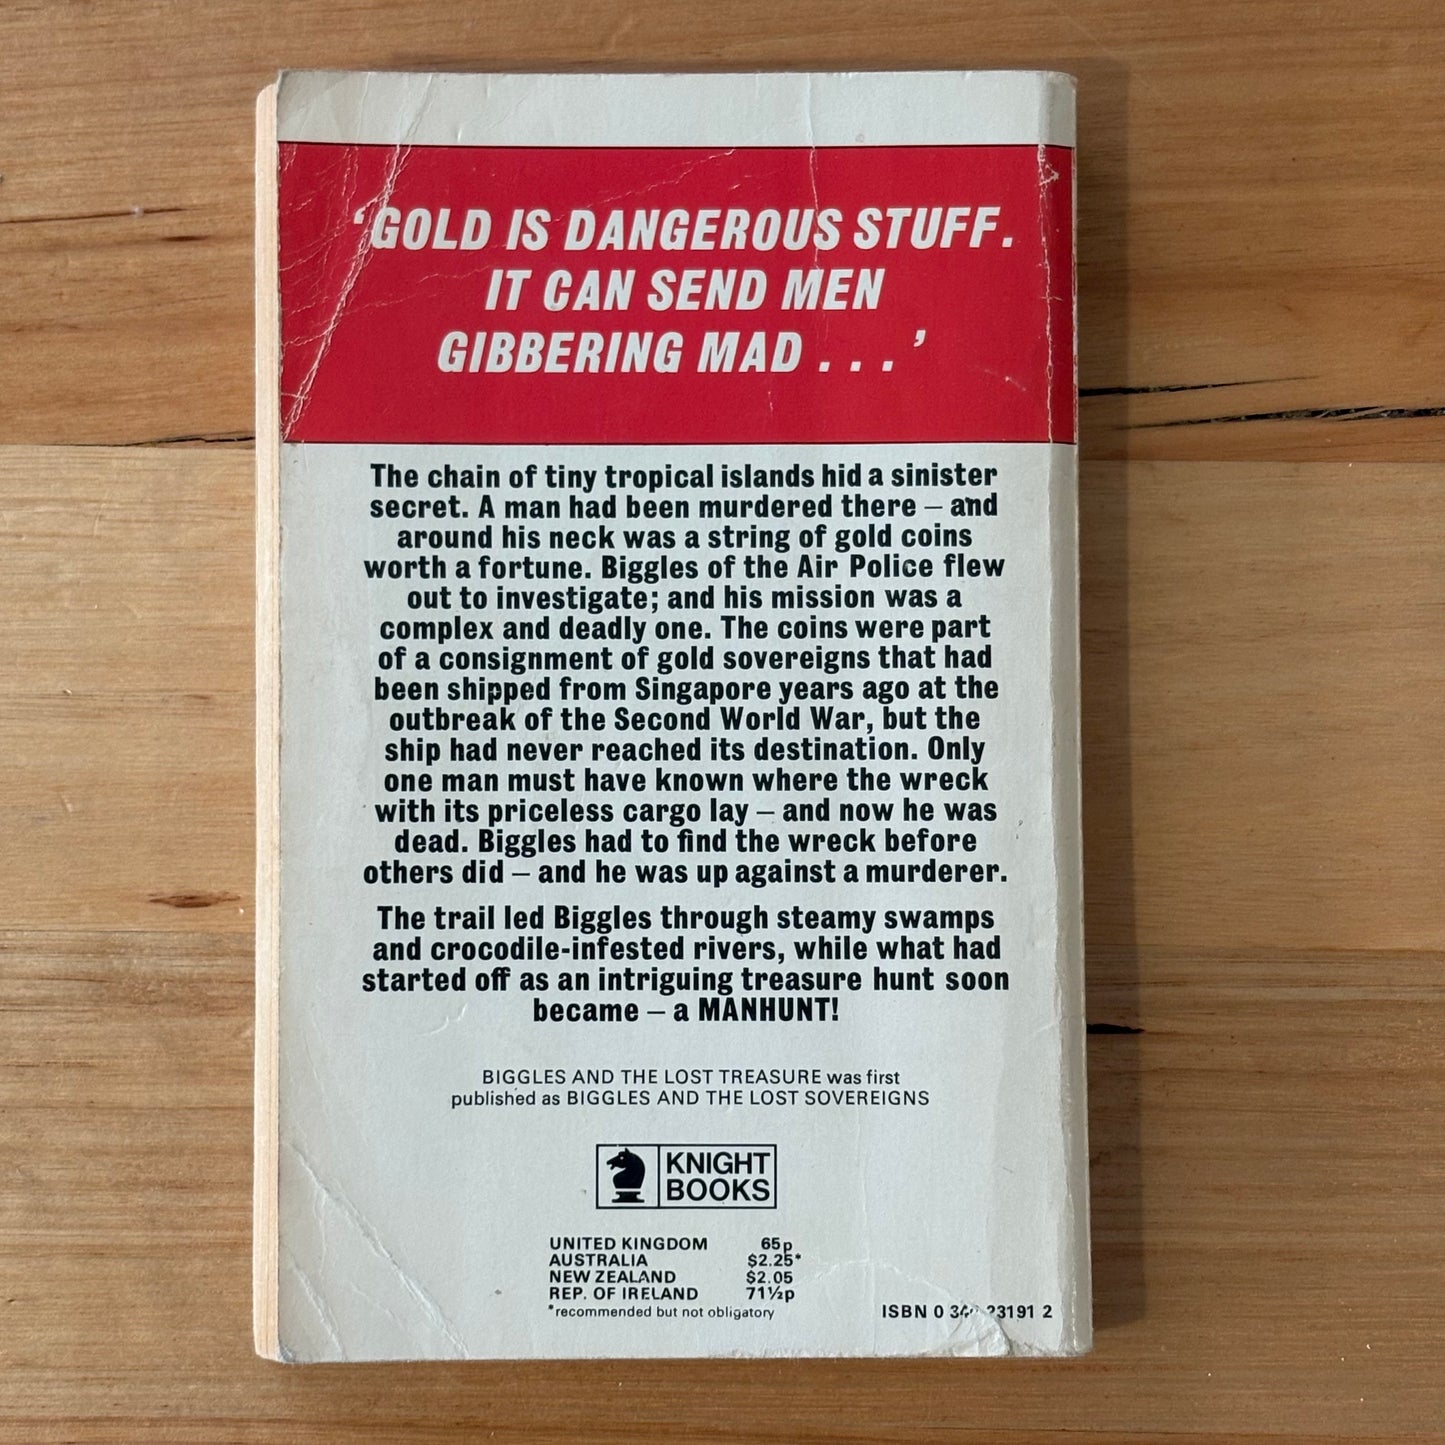 ‘GOLD IS DANGEROUS STUFF.
IT CAN SEND MEN
GIBBERING MAD . . . ’
The chain of tiny tropical islands hid a sinister
secret. A man had been murdered there – and
around his neck was a string of gold coins
worth a fortune. Biggles of the Air Police flew
out to investigate; and his mission was a
complex and deadly one. The coins were part
of a consignment of gold sovereigns that had
been shipped from Singapore years ago at the
outbreak of the Second World War, but the
ship had never reached its destination. Only
one man must have known where the wreck
with its priceless cargo lay – and now he was
dead. Biggles had to find the wreck before
others did – and he was up against a murderer.
The trail led Biggles through steamy swamps
and crocodile-infested rivers, while what had
started off as an intriguing treasure hunt soon
became – a MANHUNT!
BIGGLES AND THE LOST TREASURE was first
published as BIGGLES AND THE LOST SOVEREIGNS
KNIGHT
BOOKS
UNITED KINGDOM 65p
AUSTRALIA $2.25*
NEW ZEALAND $2.05
REP. OF IRELAND 71½p
*recommended but not obligatory
ISBN 0 23191 2